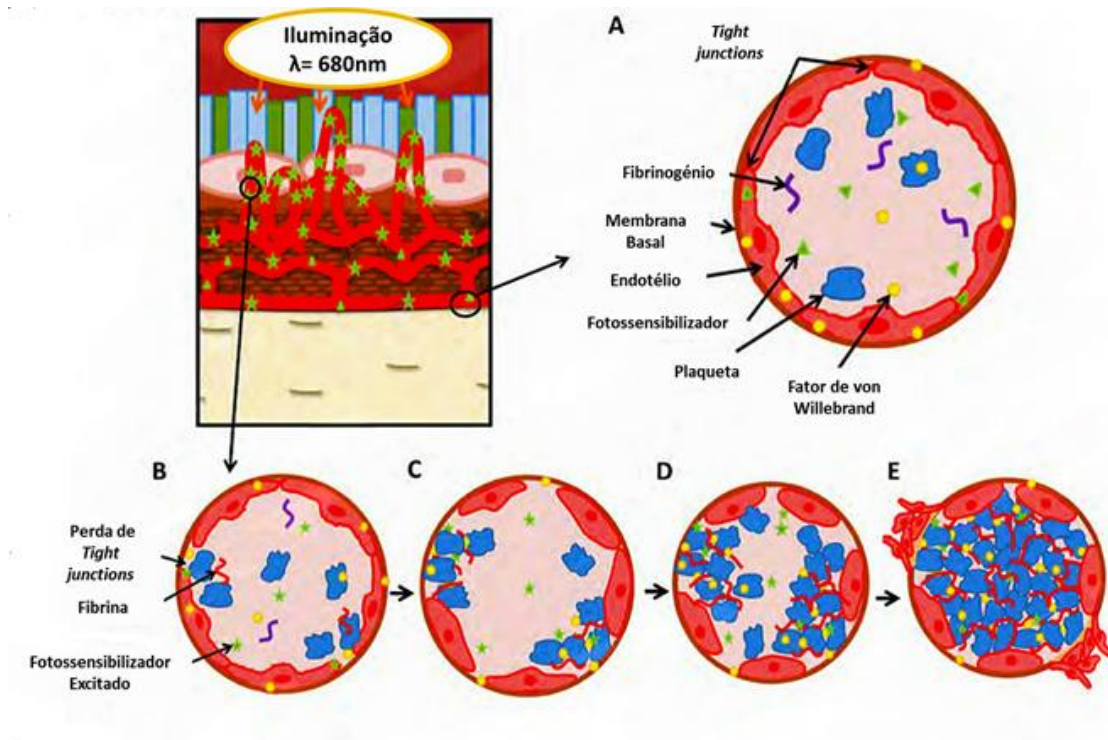 Iluminação
λ= 680nm
A
Tight
junctions
Fibrinogénio
Membrana
Basal
Endotélio
Fotossensibilizador
Plaqueta
Fator de von
Willebrand
B
C
D
E
Perda de
Tight
junctions
Fibrina
Fotossensibilizador
Excitado